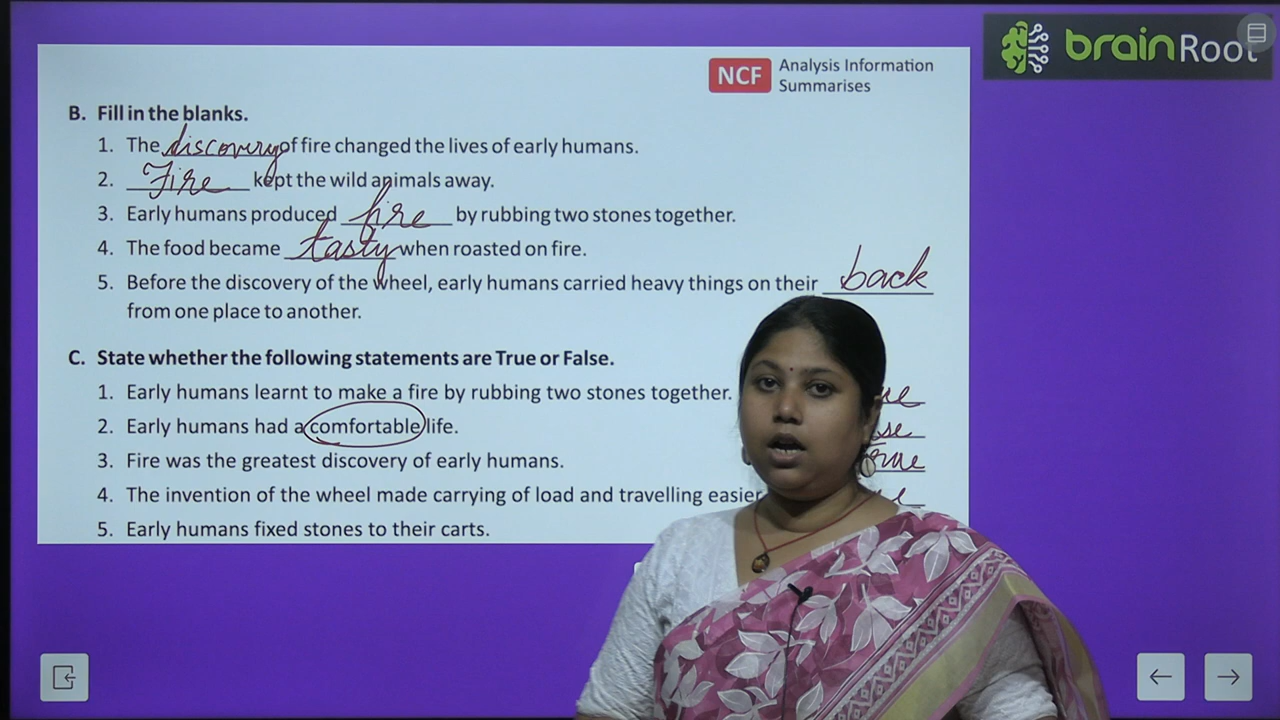 brainRoot
NCF Analysis Information
Summarises
B. Fill in the blanks.
1. The discovery of fire changed the lives of early humans.
2. Fire kept the wild animals away.
3. Early humans produced fire by rubbing two stones together.
4. The food became tasty when roasted on fire.
5. Before the discovery of the wheel, early humans carried heavy things on their back
from one place to another.
C. State whether the following statements are True or False.
1. Early humans learnt to make a fire by rubbing two stones together.
2. Early humans had a comfortable life.
3. Fire was the greatest discovery of early humans.
4. The invention of the wheel made carrying of load and travelling easier
5. Early humans fixed stones to their carts.